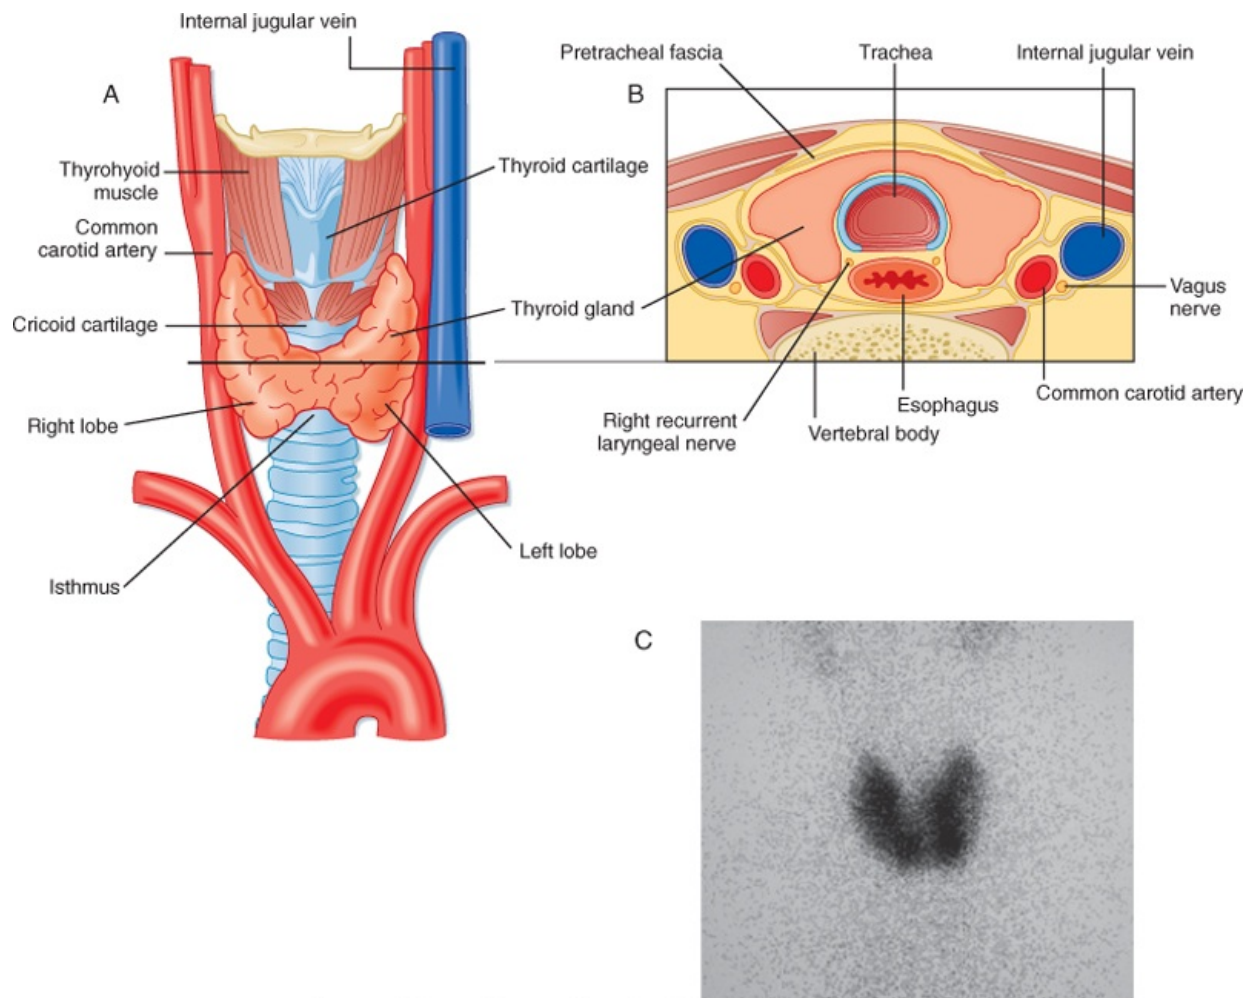 Internal jugular vein
A
Thyrohyoid
muscle
Common
carotid artery
Cricoid cartilage
Right lobe
Isthmus
Thyroid cartilage
Thyroid gland
Left lobe
B
Pretracheal fascia
Trachea
Internal jugular vein
Vagus
nerve
Common carotid artery
Esophagus
Right recurrent
laryngeal nerve
Vertebral body
C